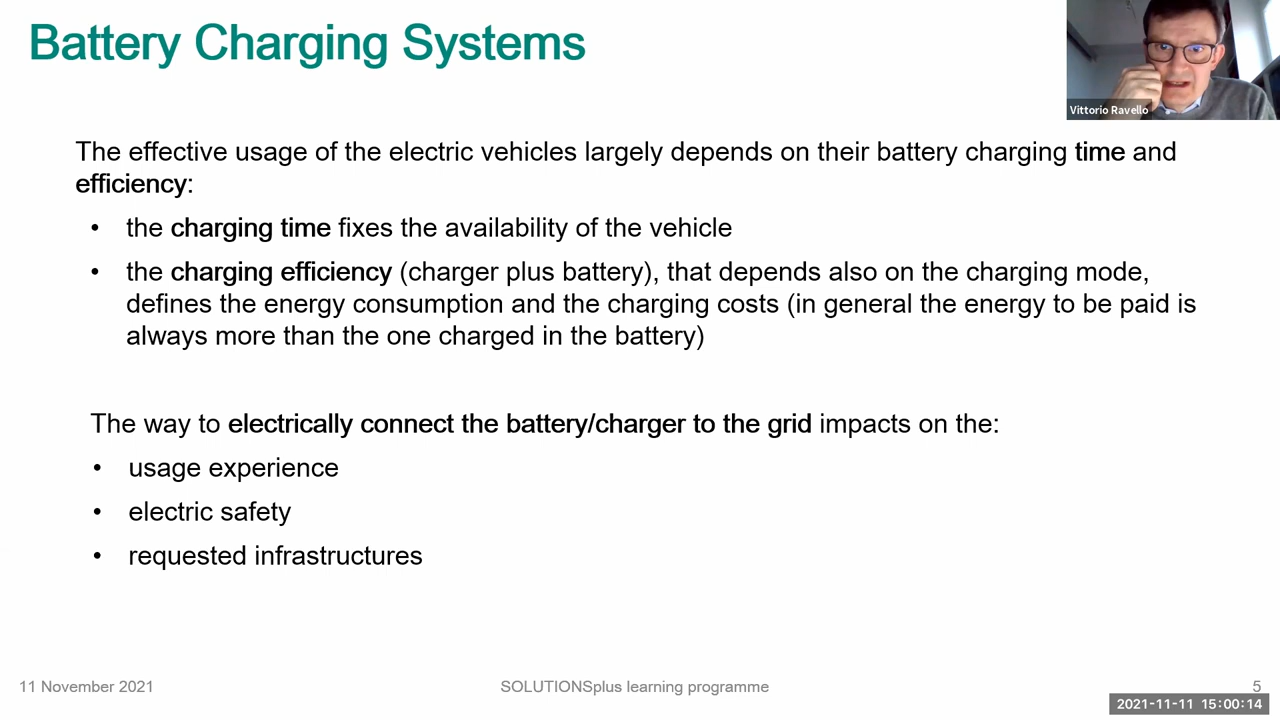 Battery Charging Systems
Vittorio Ravello
The effective usage of the electric vehicles largely depends on their battery charging time and
efficiency:
• the charging time fixes the availability of the vehicle
• the charging efficiency (charger plus battery), that depends also on the charging mode,
defines the energy consumption and the charging costs (in general the energy to be paid is
always more than the one charged in the battery)
The way to electrically connect the battery/charger to the grid impacts on the:
• usage experience
• electric safety
• requested infrastructures
11 November 2021
SOLUTIONSplus learning programme
5
2021-11-11 15:00:14